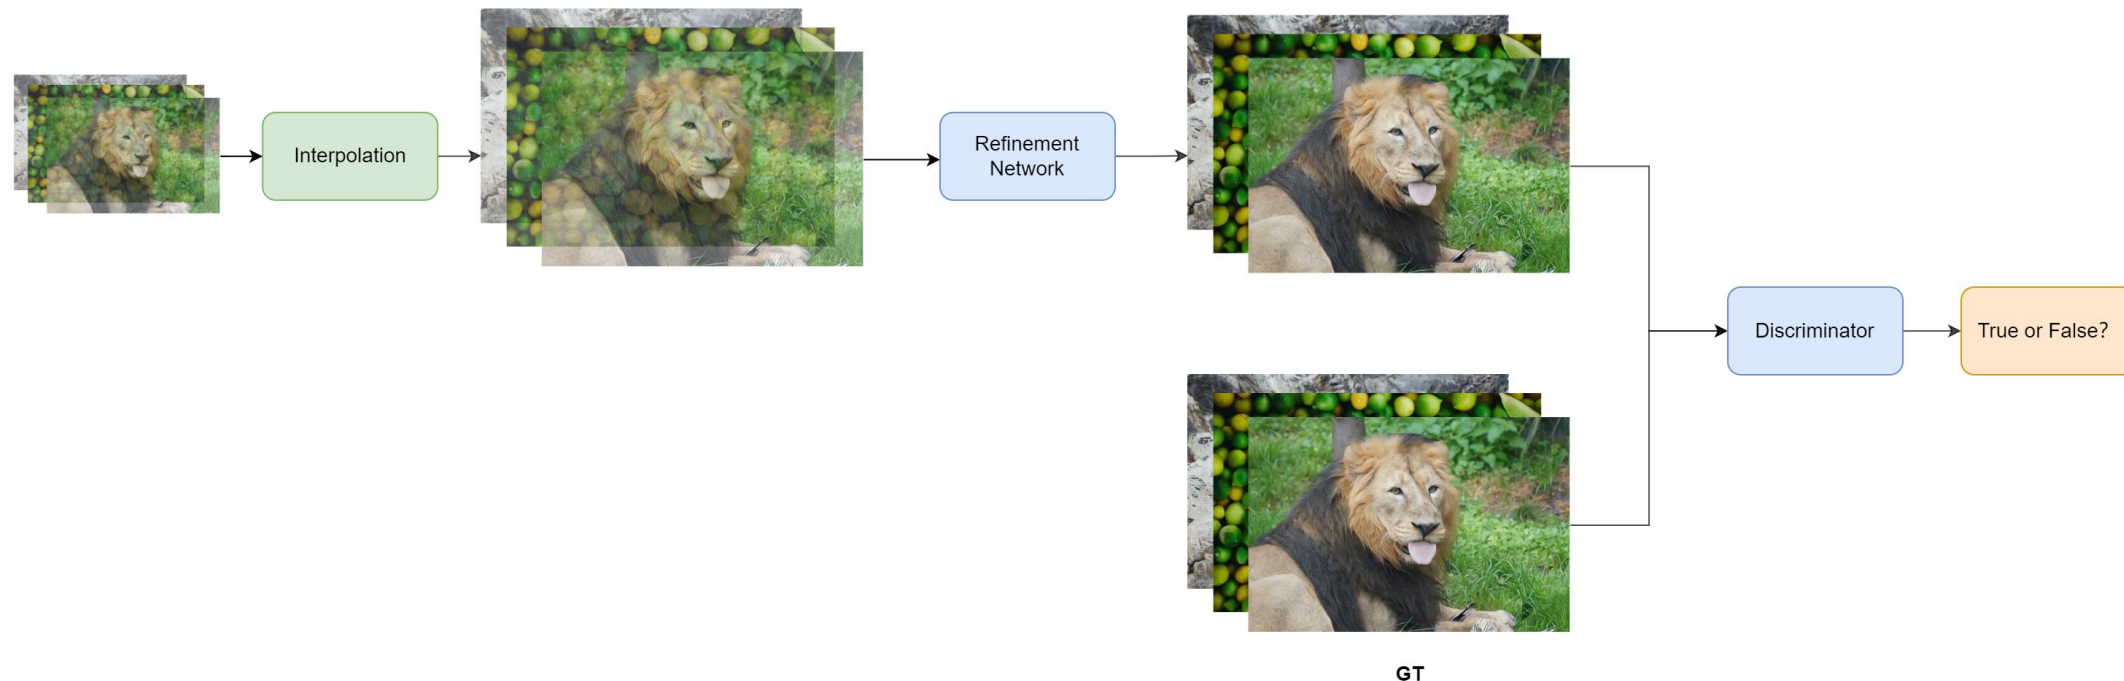 Interpolation
Refinement
Network
Discriminator
True or False?
GT